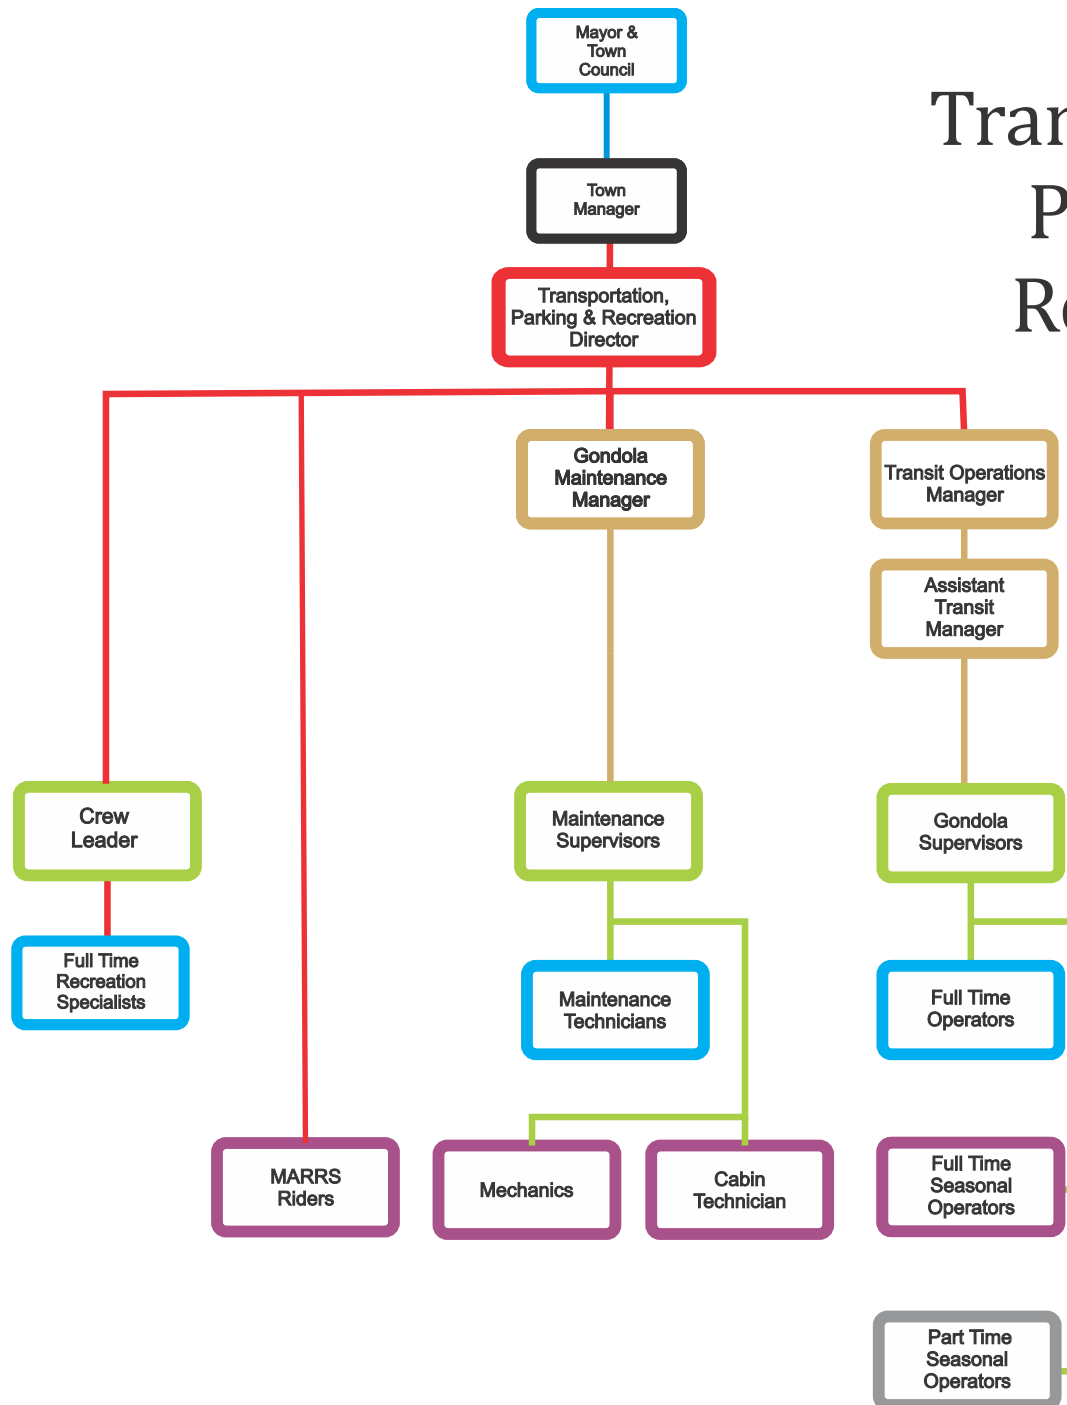 Mayor &
Town
Council
Town
Manager
Transportation,
Parking & Recreation
Director
Gondola
Maintenance
Manager
Transit Operations
Manager
Assistant
Transit
Manager
Crew
Leader
Maintenance
Supervisors
Gondola
Supervisors
Full Time
Recreation
Specialists
Maintenance
Technicians
Full Time
Operators
MARRS
Riders
Mechanics
Cabin
Technician
Full Time
Seasonal
Operators
Part Time
Seasonal
Operators